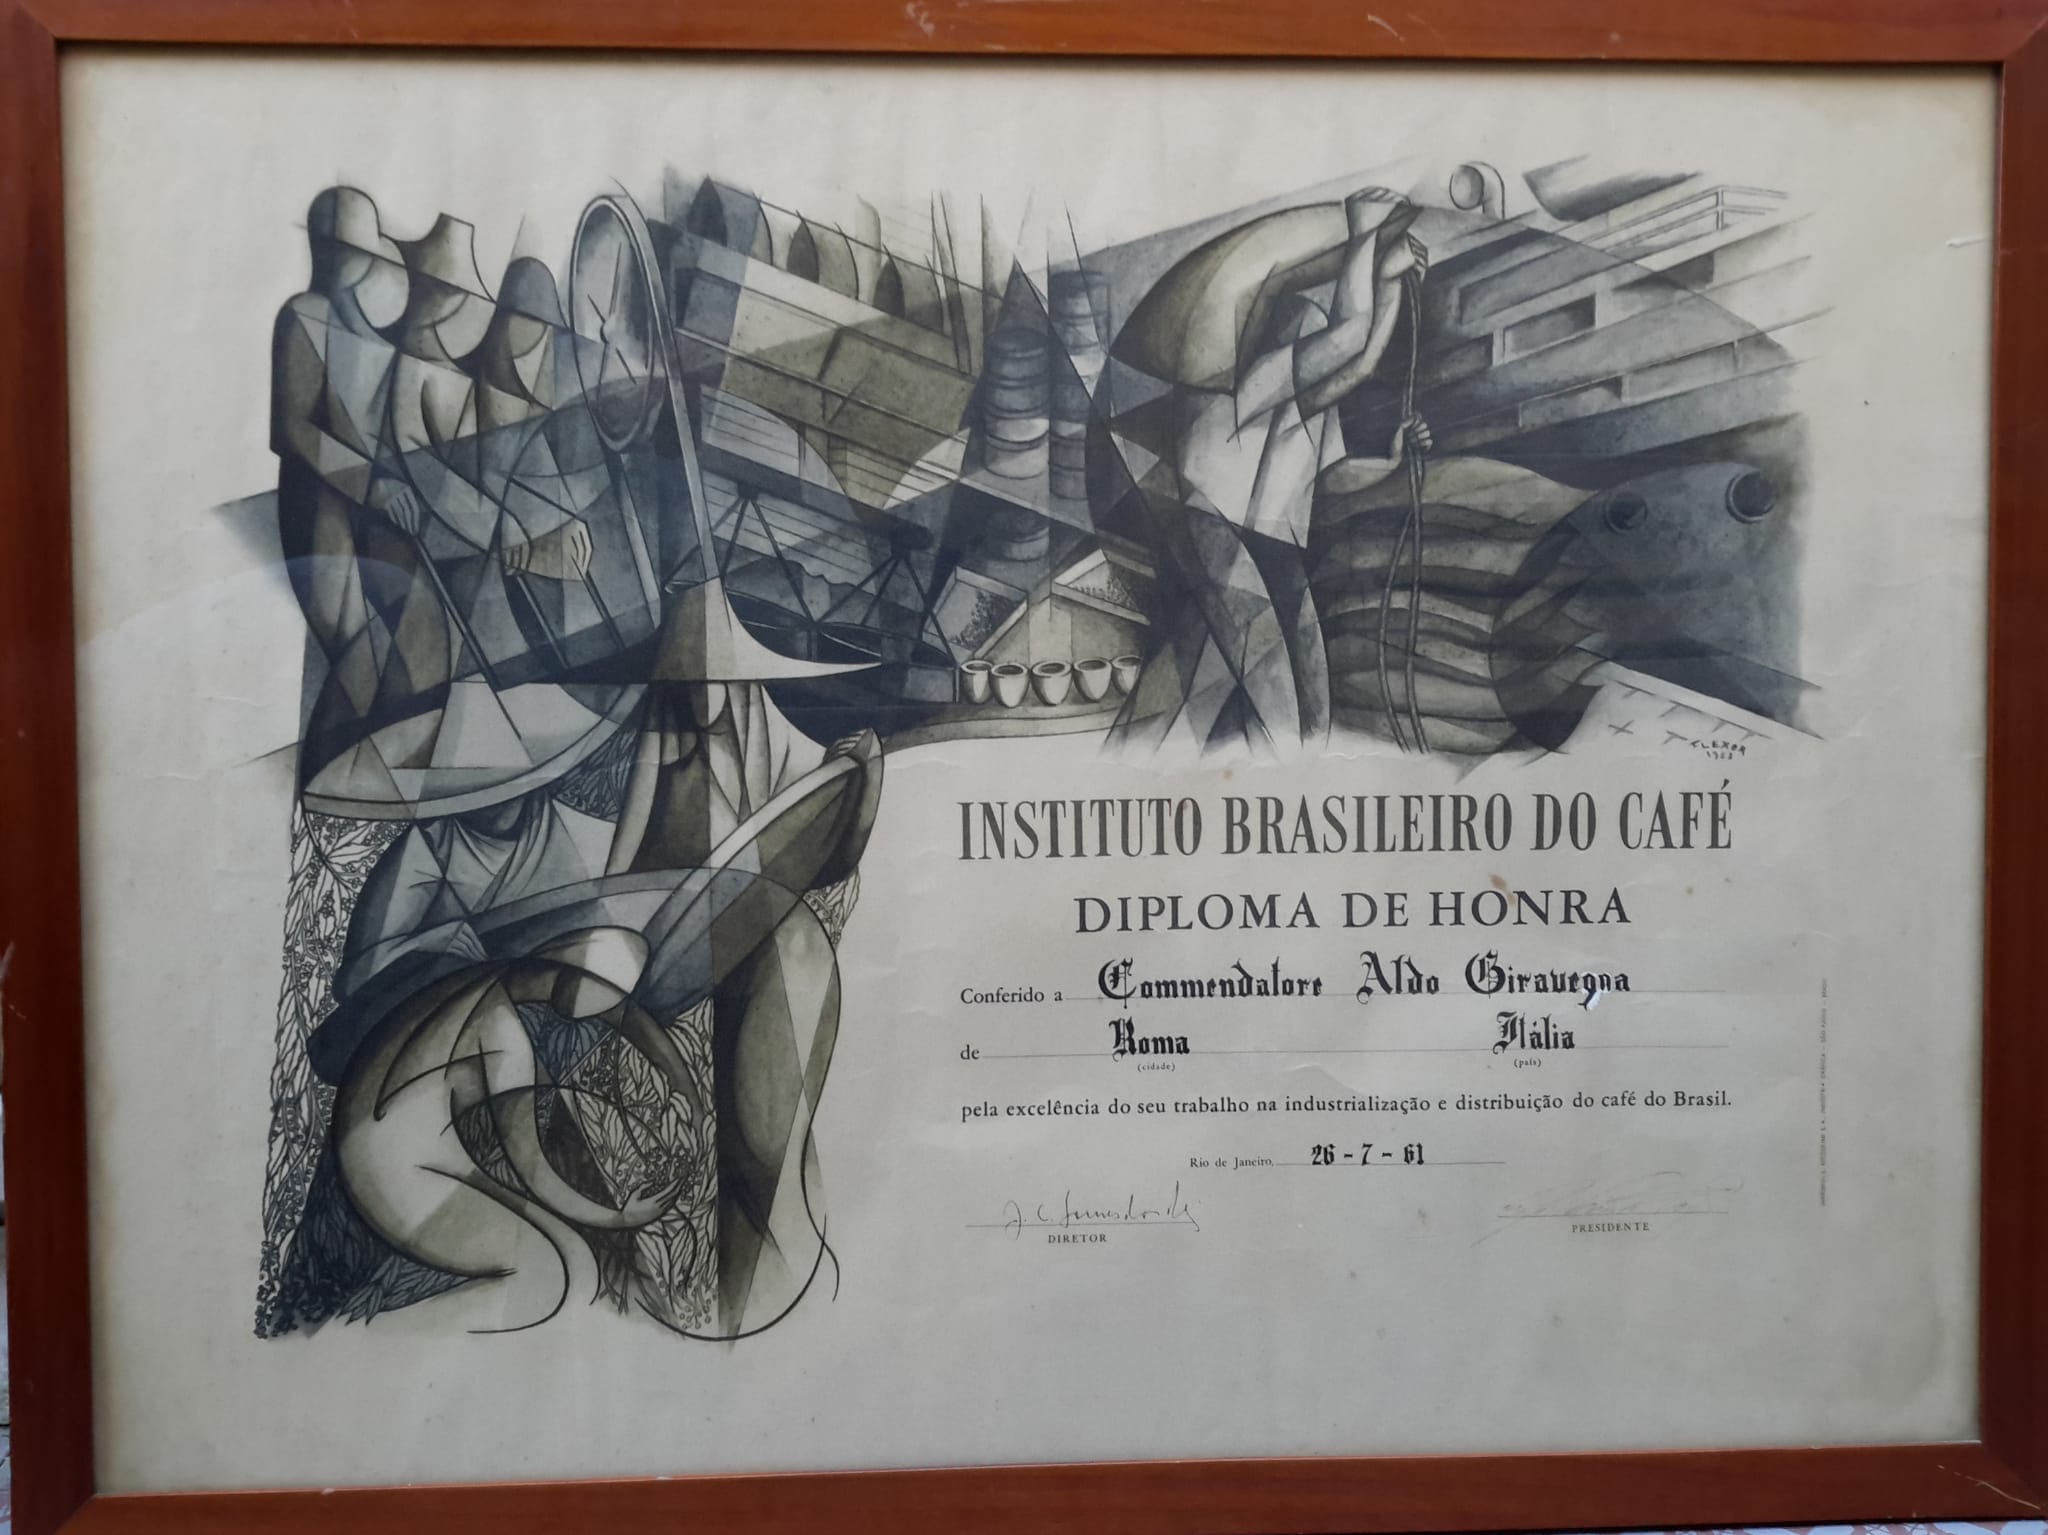 FLEXOR
INSTITUTO BRASILEIRO DO CAFÉ
DIPLOMA DE HONRA
Conferido a Commendatore Aldo Giravegna
de Roma Itália
(cidade) (país)
pela excelência do seu trabalho na industrialização e distribuição do café do Brasil.
Rio de Janeiro, 26-7-61
J. C.
DIRETOR PRESIDENTE